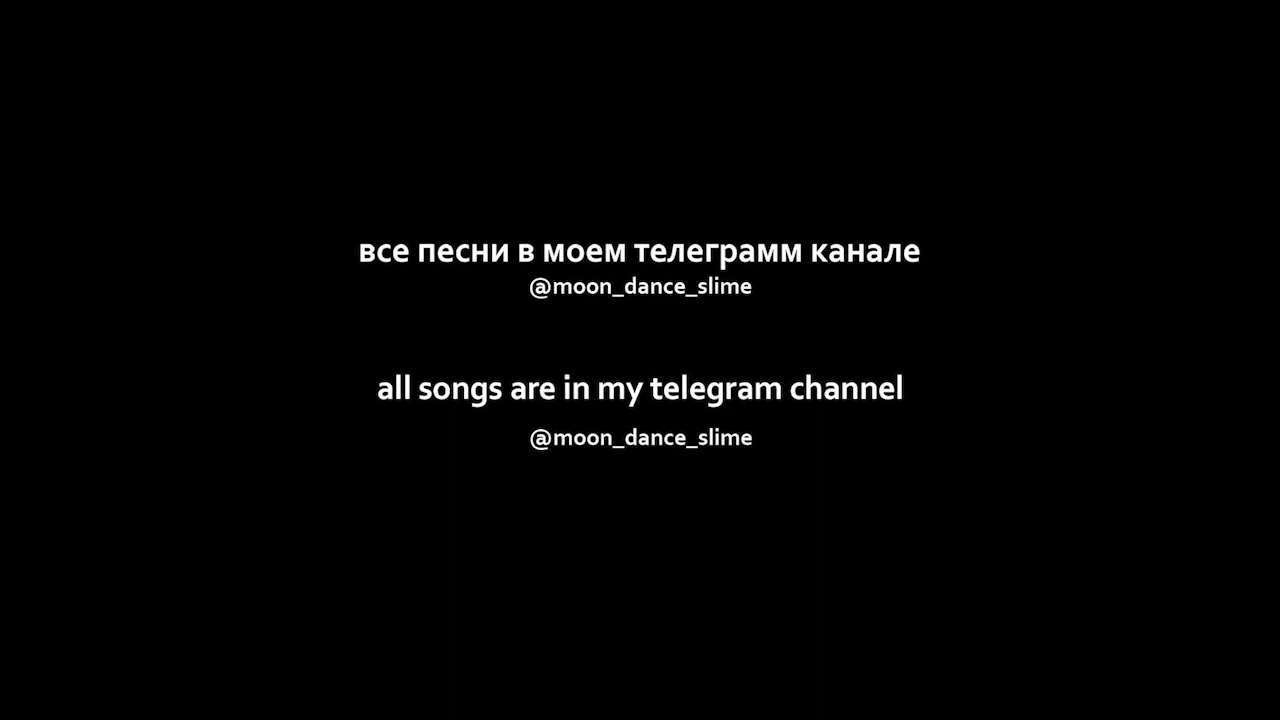 все песни в моем телеграмм канале
@moon_dance_slime
all songs are in my telegram channel
@moon_dance_slime